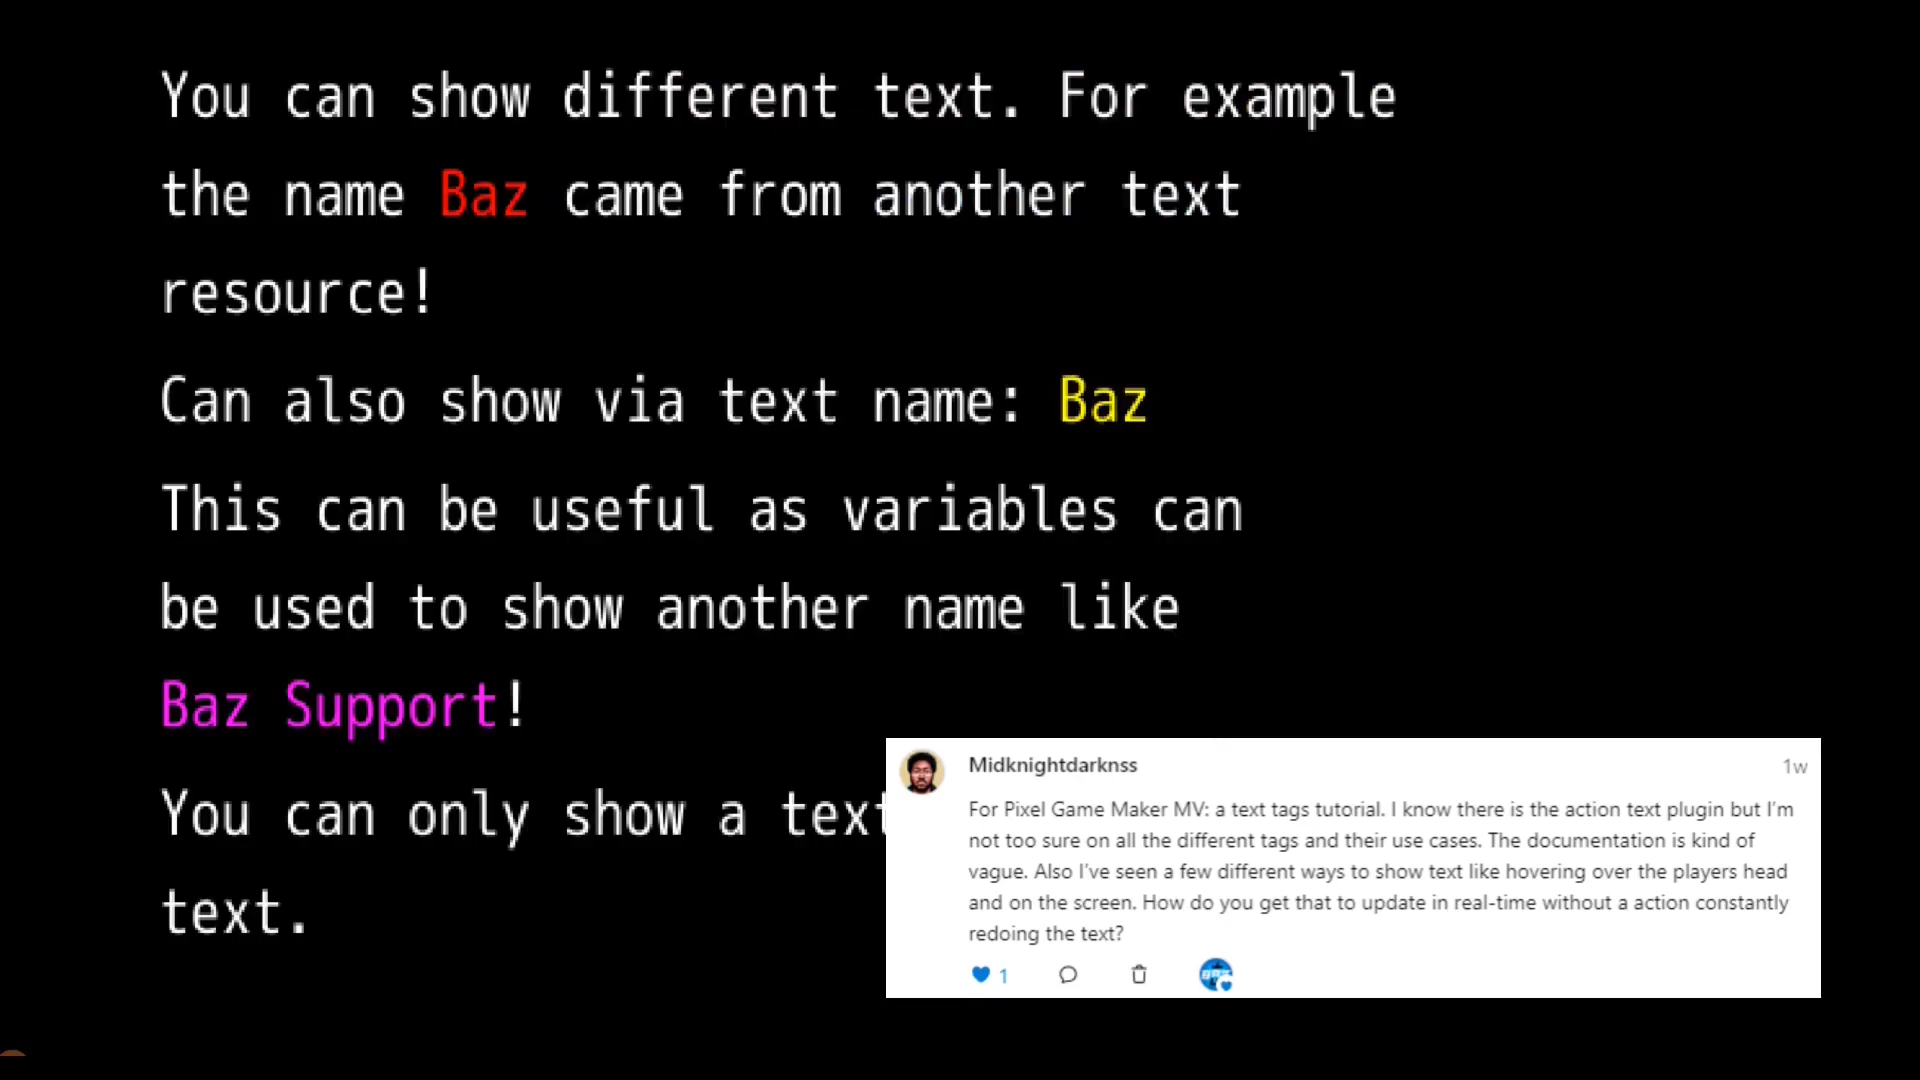 You can show different text. For example
the name Baz came from another text
resource!
Can also show via text name: Baz
This can be useful as variables can
be used to show another name like
Baz Support!
You can only show a text
text.
Midknightdarknss
1w
For Pixel Game Maker MV: a text tags tutorial. I know there is the action text plugin but I'm
not too sure on all the different tags and their use cases. The documentation is kind of
vague. Also I've seen a few different ways to show text like hovering over the players head
and on the screen. How do you get that to update in real-time without a action constantly
redoing the text?
1